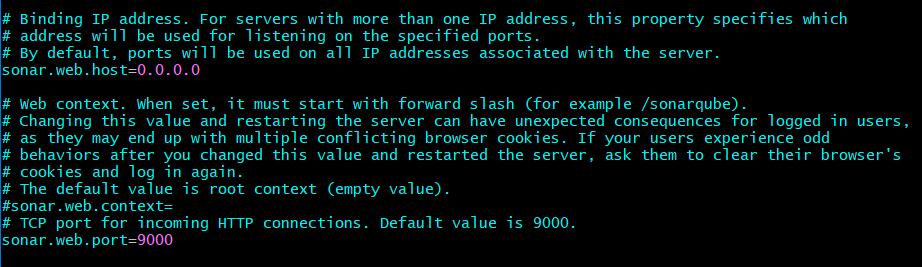 # Binding IP address. For servers with more than one IP address, this property specifies which
# address will be used for listening on the specified ports.
# By default, ports will be used on all IP addresses associated with the server.
sonar.web.host=0.0.0.0
# Web context. When set, it must start with forward slash (for example /sonarqube).
# Changing this value and restarting the server can have unexpected consequences for logged in users,
# as they may end up with multiple conflicting browser cookies. If your users experience odd
# behaviors after you changed this value and restarted the server, ask them to clear their browser's
# cookies and log in again.
# The default value is root context (empty value).
#sonar.web.context=
# TCP port for incoming HTTP connections. Default value is 9000.
sonar.web.port=9000